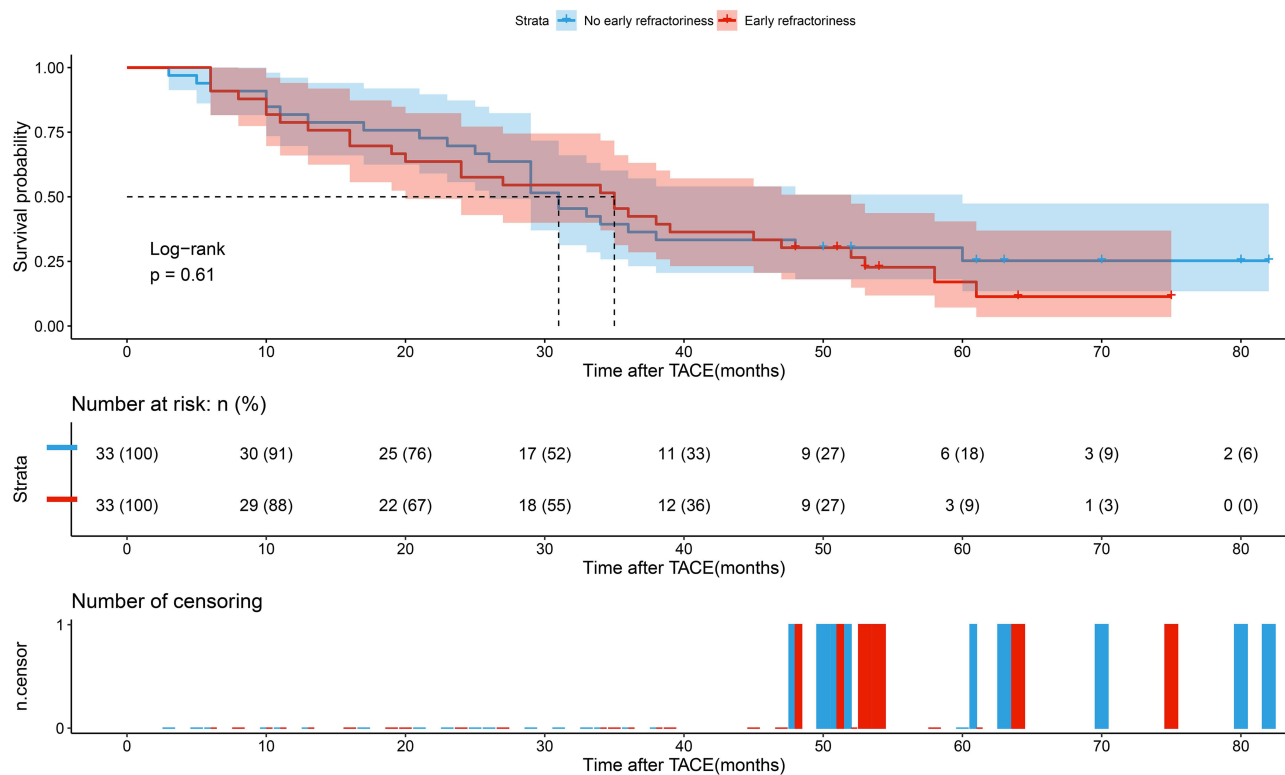 Strata No early refractoriness Early refractoriness
1.00
0.75
0.50
0.25
0.00
Survival probability
Log−rank
p = 0.61
0 10 20 30 40 50 60 70 80
Time after TACE(months)
Number at risk: n (%)
Strata
33 (100) 30 (91) 25 (76) 17 (52) 11 (33) 9 (27) 6 (18) 3 (9) 2 (6)
33 (100) 29 (88) 22 (67) 18 (55) 12 (36) 9 (27) 3 (9) 1 (3) 0 (0)
0 10 20 30 40 50 60 70 80
Time after TACE(months)
Number of censoring
1
0
n.censor
0 10 20 30 40 50 60 70 80
Time after TACE(months)